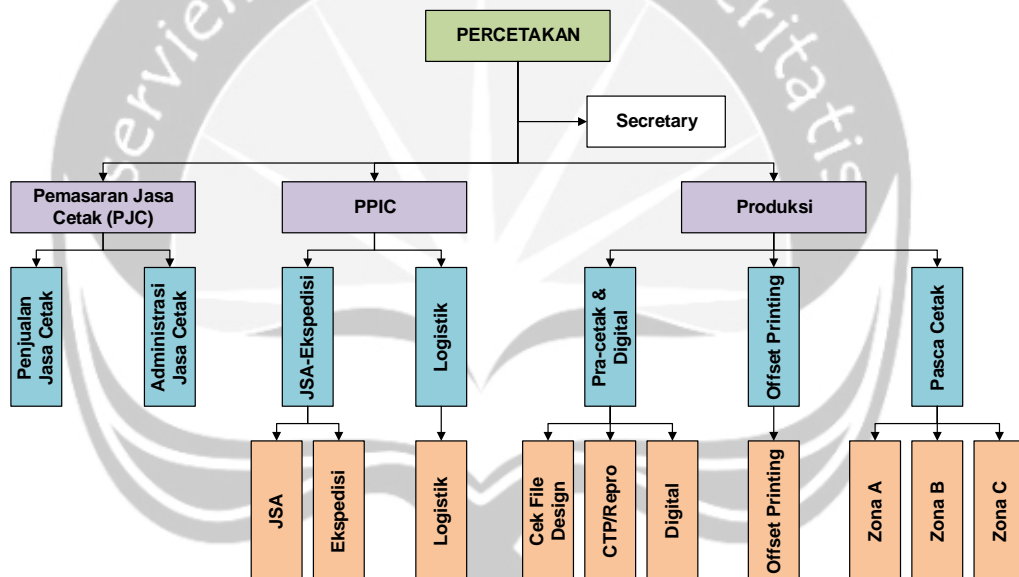 serviens
veritatis
PERCETAKAN
Secretary
Pemasaran Jasa
Cetak (PJC)
PPIC
Produksi
Penjualan
Jasa Cetak
Administrasi
Jasa Cetak
JSA-Ekspedisi
Logistik
Pra-cetak &
Digital
Offset Printing
Pasca Cetak
JSA
Ekspedisi
Logistik
Cek File
Design
CTP/Repro
Digital
Offset Printing
Zona A
Zona B
Zona C